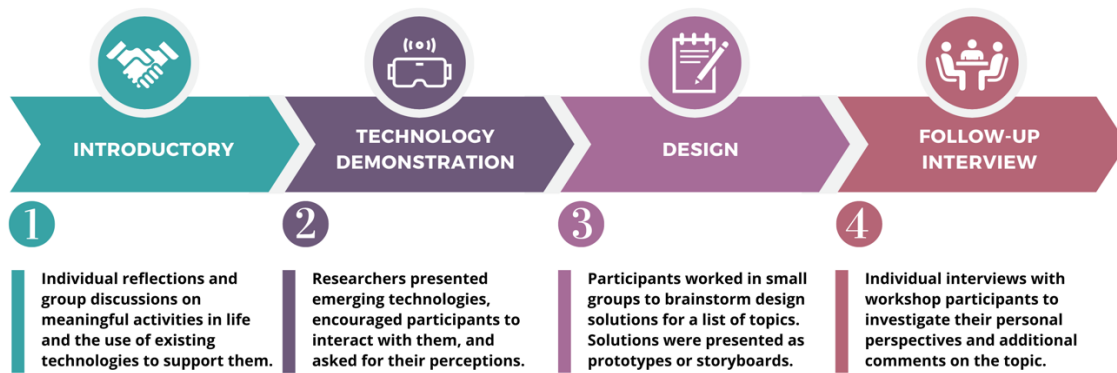 INTRODUCTORY
TECHNOLOGY
DEMONSTRATION
DESIGN
FOLLOW-UP
INTERVIEW
1
Individual reflections and
group discussions on
meaningful activities in life
and the use of existing
technologies to support them.
2
Researchers presented
emerging technologies,
encouraged participants to
interact with them, and
asked for their perceptions.
3
Participants worked in small
groups to brainstorm design
solutions for a list of topics.
Solutions were presented as
prototypes or storyboards.
4
Individual interviews with
workshop participants to
investigate their personal
perspectives and additional
comments on the topic.